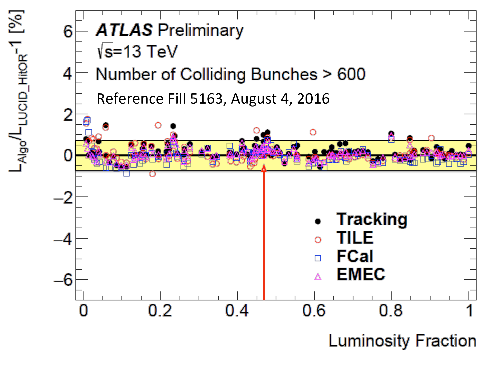 ATLAS Preliminary
√s=13 TeV
Number of Colliding Bunches > 600
Reference Fill 5163, August 4, 2016
L_Algo/L_LUCID_HitOR-1 [%]
6
4
2
0
−2
−4
−6
Tracking
TILE
FCal
EMEC
0 0.2 0.4 0.6 0.8 1
Luminosity Fraction